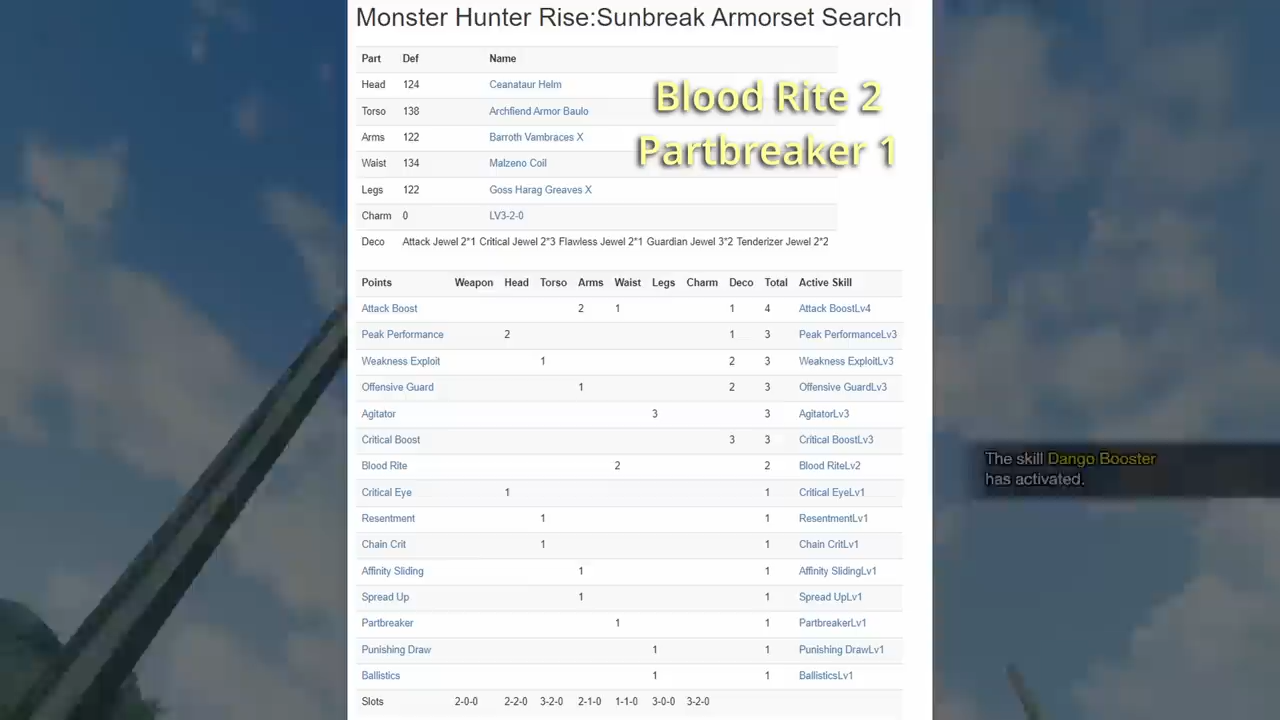 Monster Hunter Rise:Sunbreak Armorset Search
Part Def Name
Head 124 Ceanataur Helm
Torso 138 Archfiend Armor Baulo
Arms 122 Barroth Vambraces X
Waist 134 Malzeno Coil
Legs 122 Goss Harag Greaves X
Charm 0 LV3-2-0
Deco Attack Jewel 2*1 Critical Jewel 2*3 Flawless Jewel 2*1 Guardian Jewel 3*2 Tenderizer Jewel 2*2
Blood Rite 2
Partbreaker 1
Points Weapon Head Torso Arms Waist Legs Charm Deco Total Active Skill
Attack Boost 2 1 1 4 Attack BoostLv4
Peak Performance 2 1 3 Peak PerformanceLv3
Weakness Exploit 1 2 3 Weakness ExploitLv3
Offensive Guard 1 2 3 Offensive GuardLv3
Agitator 3 3 AgitatorLv3
Critical Boost 3 3 Critical BoostLv3
Blood Rite 2 2 Blood RiteLv2
Critical Eye 1 1 Critical EyeLv1
Resentment 1 1 ResentmentLv1
Chain Crit 1 1 Chain CritLv1
Affinity Sliding 1 1 Affinity SlidingLv1
Spread Up 1 1 Spread UpLv1
Partbreaker 1 1 PartbreakerLv1
Punishing Draw 1 1 Punishing DrawLv1
Ballistics 1 1 BallisticsLv1
Slots 2-0-0 2-2-0 3-2-0 2-1-0 1-1-0 3-0-0 3-2-0
The skill Dango Booster
has activated.